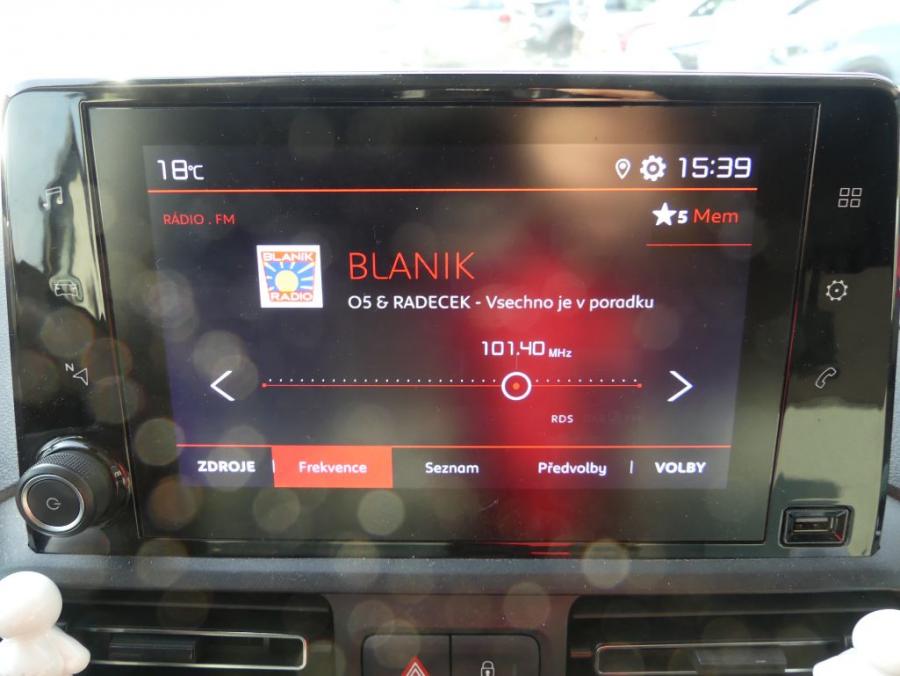 18°C
15:39
RÁDIO . FM
5 Mem
BLANIK
RADIO
BLANIK
O5 & RADECEK - Vsechno je v poradku
101.40 MHz
RDS
ZDROJE | Frekvence Seznam Předvolby | VOLBY
N